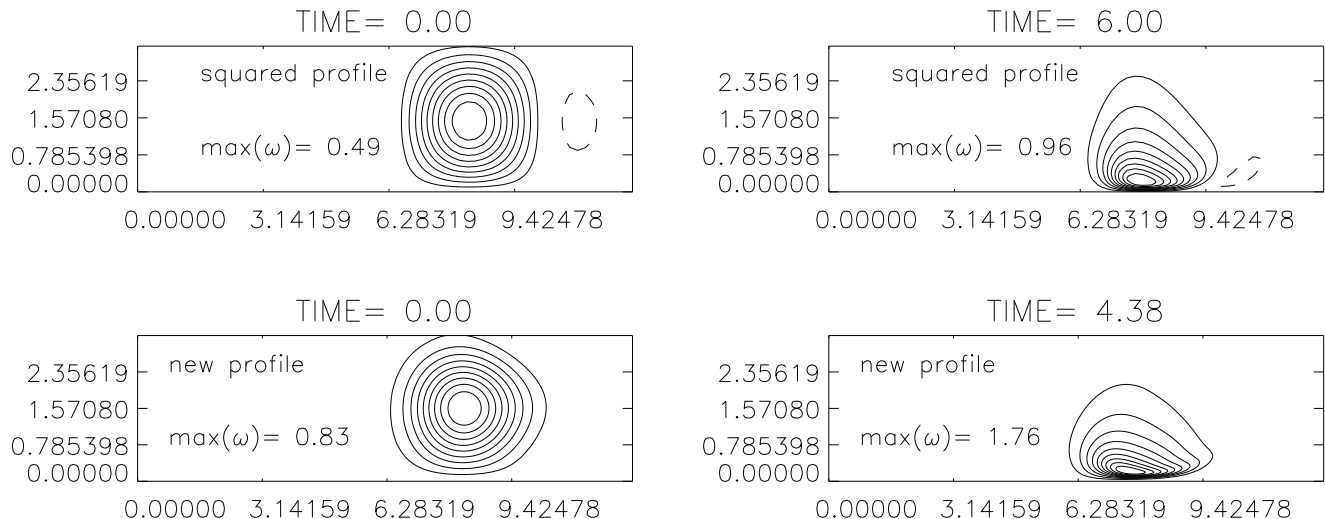 TIME= 0.00
squared profile
max(ω)= 0.49
2.35619
1.57080
0.785398
0.00000
0.00000 3.14159 6.28319 9.42478
TIME= 6.00
squared profile
max(ω)= 0.96
2.35619
1.57080
0.785398
0.00000
0.00000 3.14159 6.28319 9.42478
TIME= 0.00
new profile
max(ω)= 0.83
2.35619
1.57080
0.785398
0.00000
0.00000 3.14159 6.28319 9.42478
TIME= 4.38
new profile
max(ω)= 1.76
2.35619
1.57080
0.785398
0.00000
0.00000 3.14159 6.28319 9.42478